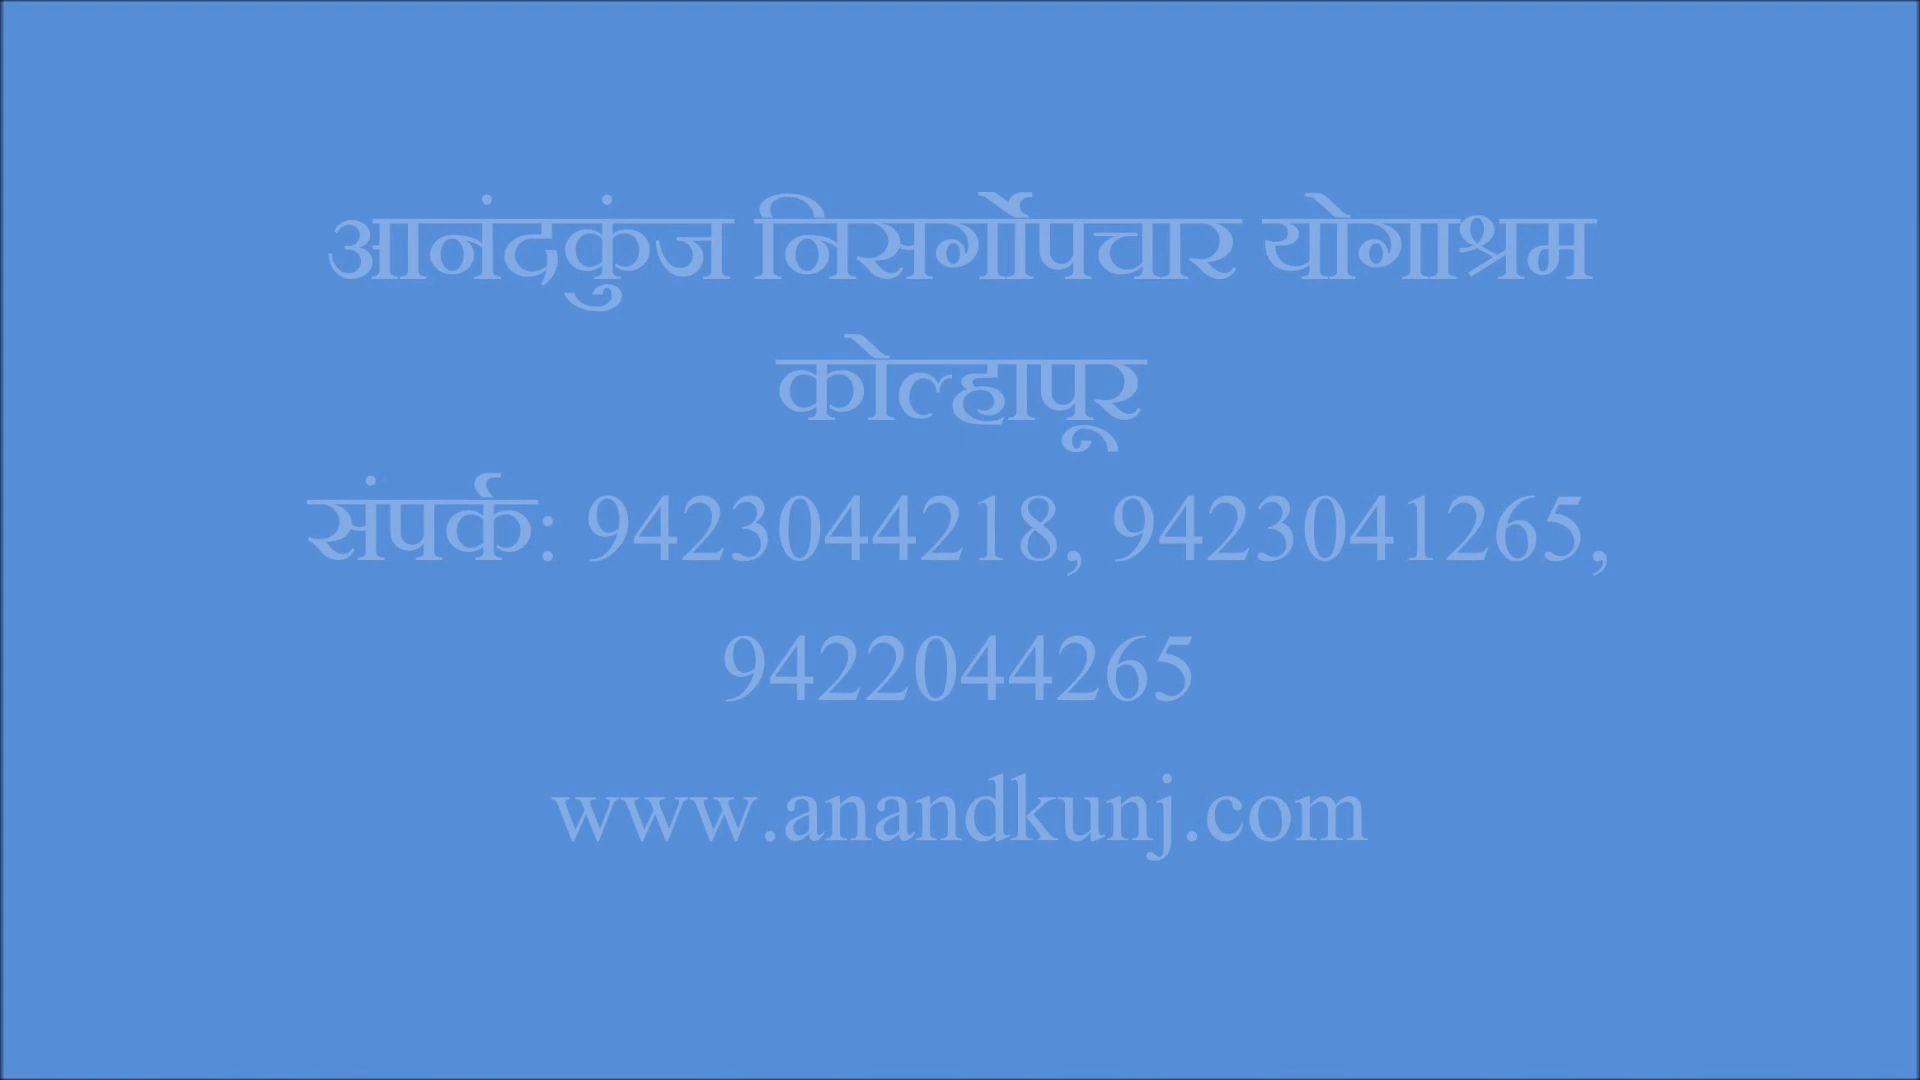 आनंदकुंज निसर्गोपचार योगाश्रम
कोल्हापूर
संपर्क: 9423044218, 9423041265,
9422044265
www.anandkunj.com